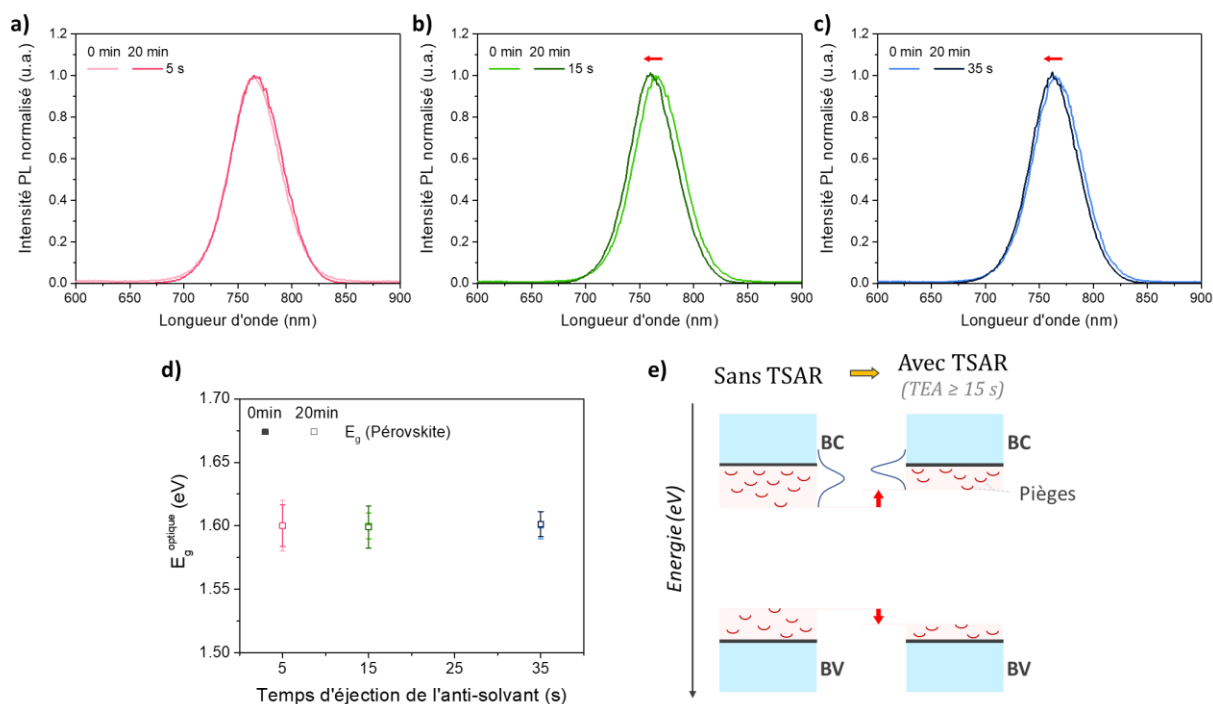 a)
1.2
1.0
0.8
0.6
0.4
0.2
0.0
Intensité PL normalisé (u.a.)
0 min 20 min
5 s
600 650 700 750 800 850 900
Longueur d'onde (nm)
b)
1.2
1.0
0.8
0.6
0.4
0.2
0.0
Intensité PL normalisé (u.a.)
0 min 20 min
15 s
600 650 700 750 800 850 900
Longueur d'onde (nm)
c)
1.2
1.0
0.8
0.6
0.4
0.2
0.0
Intensité PL normalisé (u.a.)
0 min 20 min
35 s
600 650 700 750 800 850 900
Longueur d'onde (nm)
d)
1.70
1.65
1.60
1.55
1.50
E_g^optique (eV)
0min 20min
E_g (Pérovskite)
5 15 25 35
Temps d'éjection de l'anti-solvant (s)
e)
Sans TSAR
Avec TSAR
(TEA ≥ 15 s)
Energie (eV)
BC
BC
Pièges
BV
BV